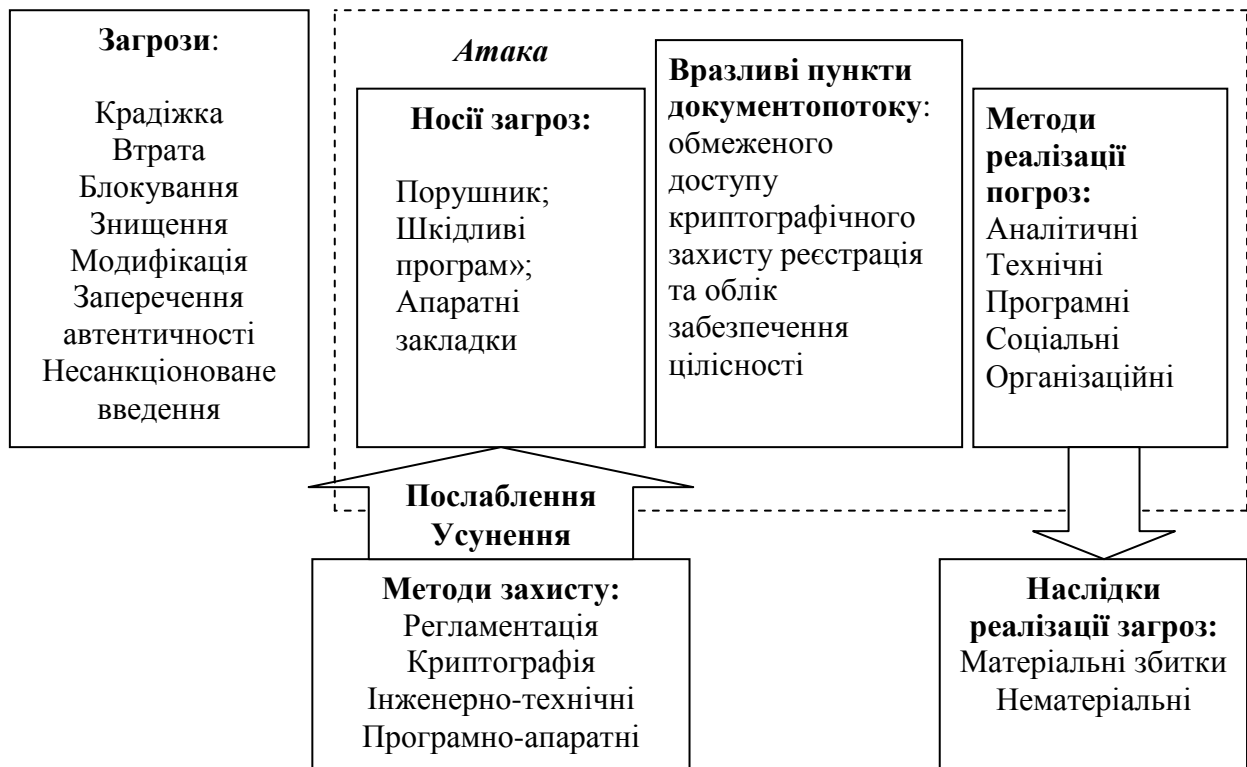 Загрози:
Крадіжка
Втрата
Блокування
Знищення
Модифікація
Заперечення
автентичності
Несанкціоноване
введення
Атака
Носії загроз:
Порушник;
Шкідливі
програм»;
Апаратні
закладки
Вразливі пункти
документопотоку:
обмеженого
доступу
криптографічного
захисту реєстрація
та облік
забезпечення
цілісності
Методи
реалізації
погроз:
Аналітичні
Технічні
Програмні
Соціальні
Організаційні
Послаблення
Усунення
Методи захисту:
Регламентація
Криптографія
Інженерно-технічні
Програмно-апаратні
Наслідки
реалізації загроз:
Матеріальні збитки
Нематеріальні